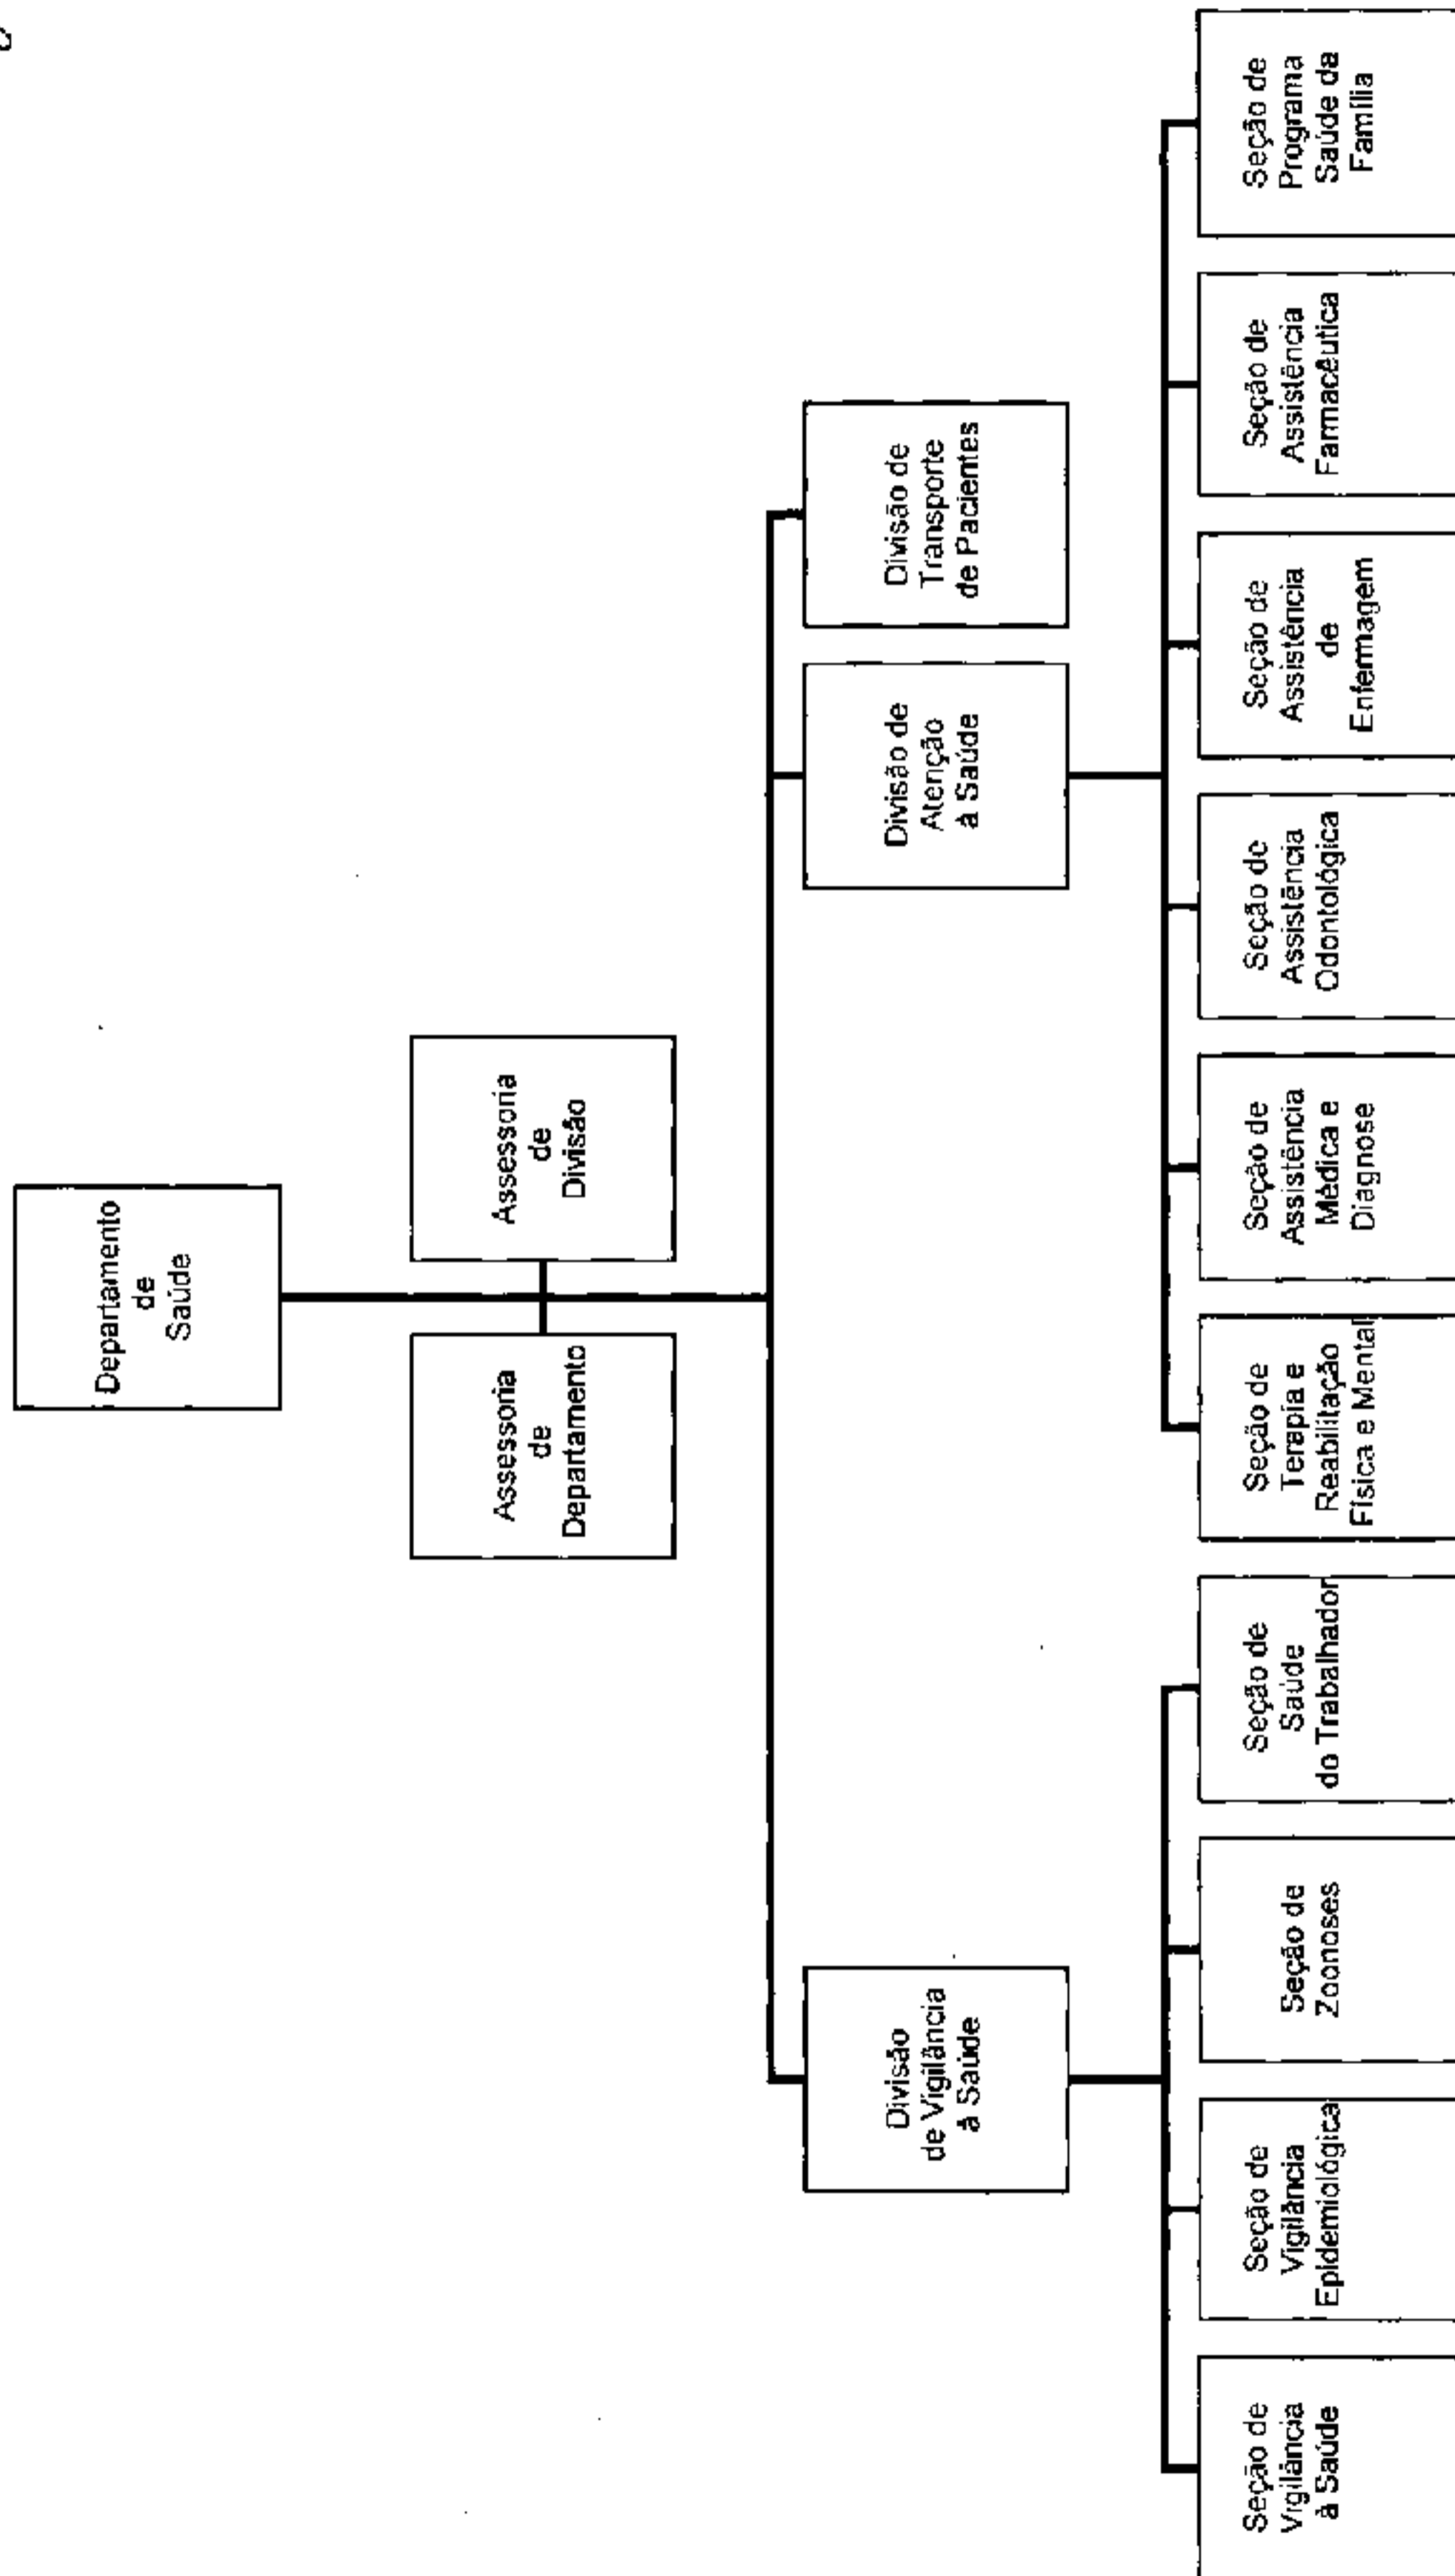 Departamento
de
Saúde
Assessoria
de
Departamento
Assessoria
de
Divisão
Divisão
de Vigilância
à Saúde
Divisão de
Atenção
à Saúde
Divisão de
Transporte
de Pacientes
Seção de
Vigilância
à Saúde
Seção de
Vigilância
Epidemiológica
Seção de
Zoonoses
Seção de
Saúde
do Trabalhador
Seção de
Terapia e
Reabilitação
Física e Mental
Seção de
Assistência
Médica e
Diagnose
Seção de
Assistência
Odontológica
Seção de
Assistência
de
Enfermagem
Seção de
Assistência
Farmacêutica
Seção de
Programa
Saúde da
Família